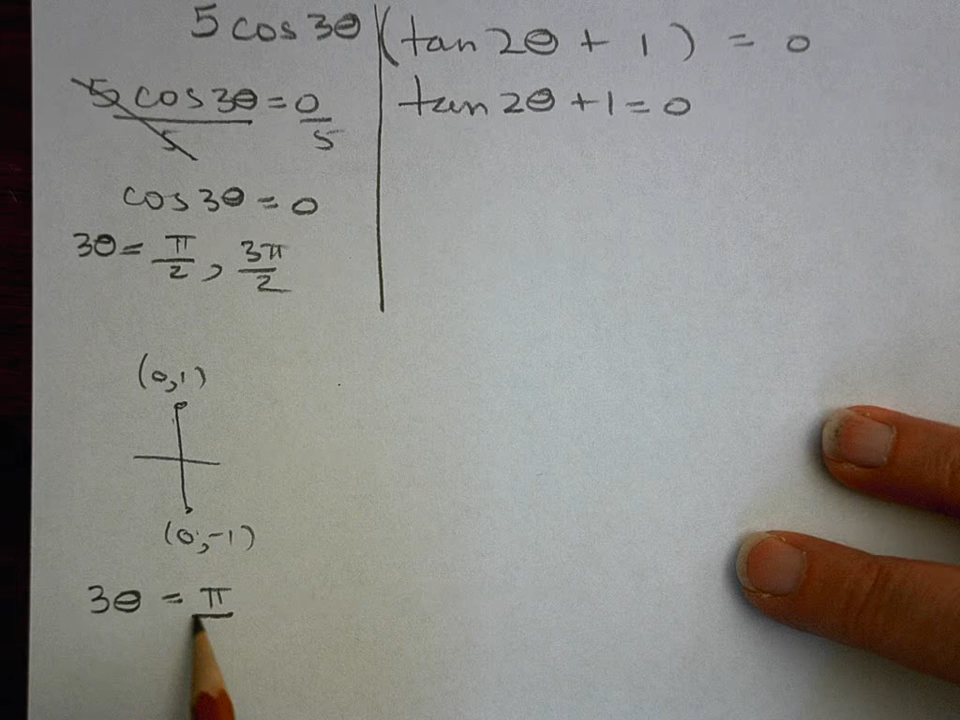 5 cos 3θ (tan 2θ + 1) = 0
5 cos 3θ / 5 = 0 / 5
cos 3θ = 0
3θ = π/2, 3π/2
(0,1)
(0,-1)
3θ = π
tan 2θ + 1 = 0